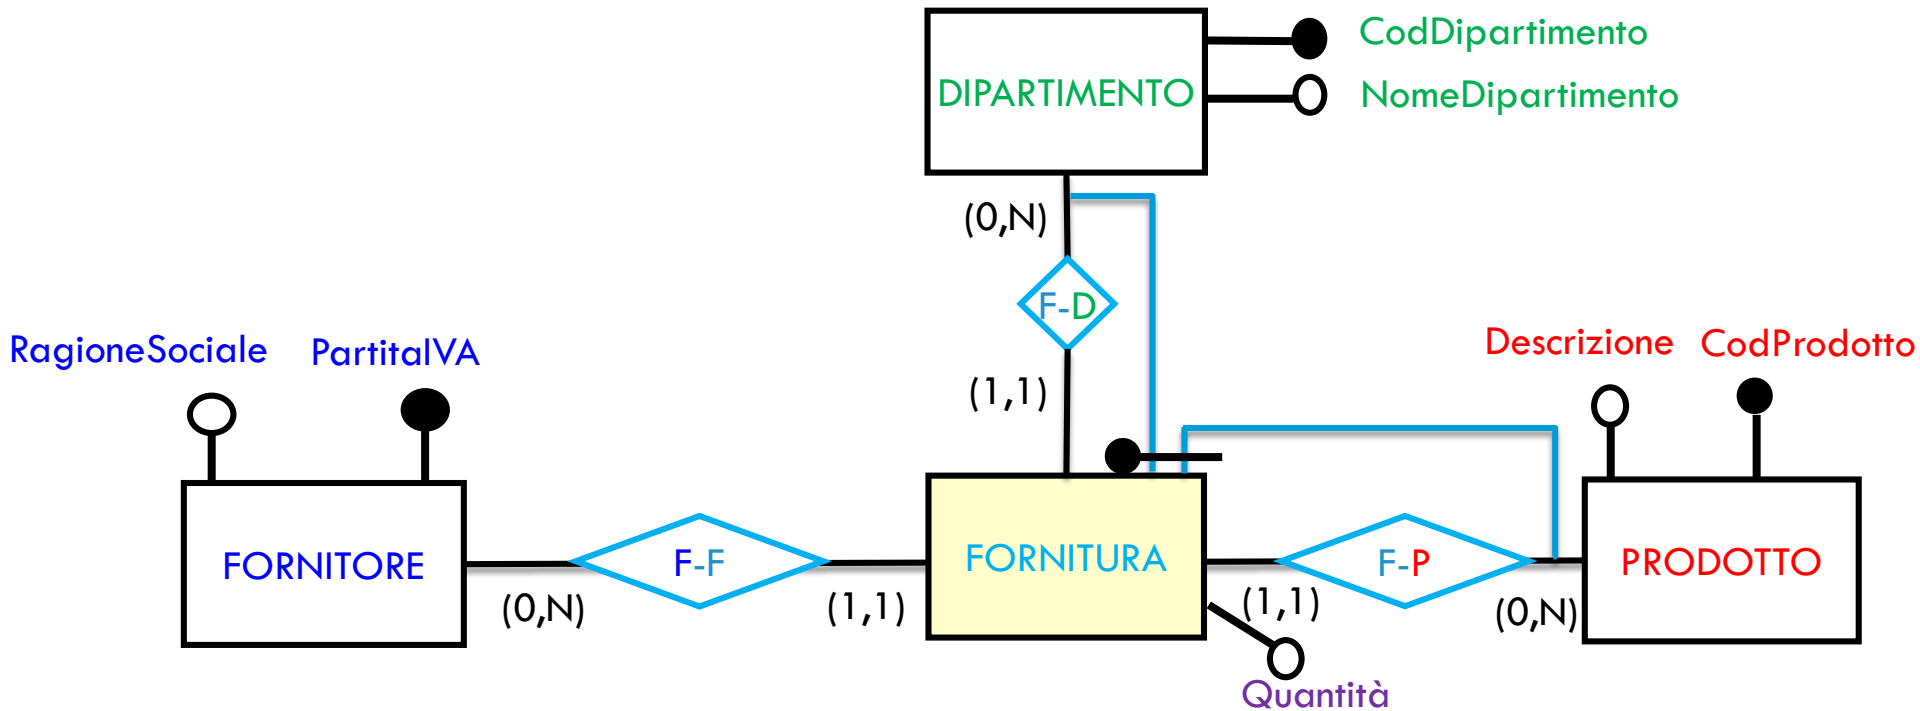 CodDipartimento
DIPARTIMENTO
NomeDipartimento
(0,N)
F-D
RagioneSociale
PartitaIVA
(1,1)
Descrizione
CodProdotto
FORNITORE
F-F
FORNITURA
F-P
PRODOTTO
(0,N)
(1,1)
(1,1)
(0,N)
Quantità